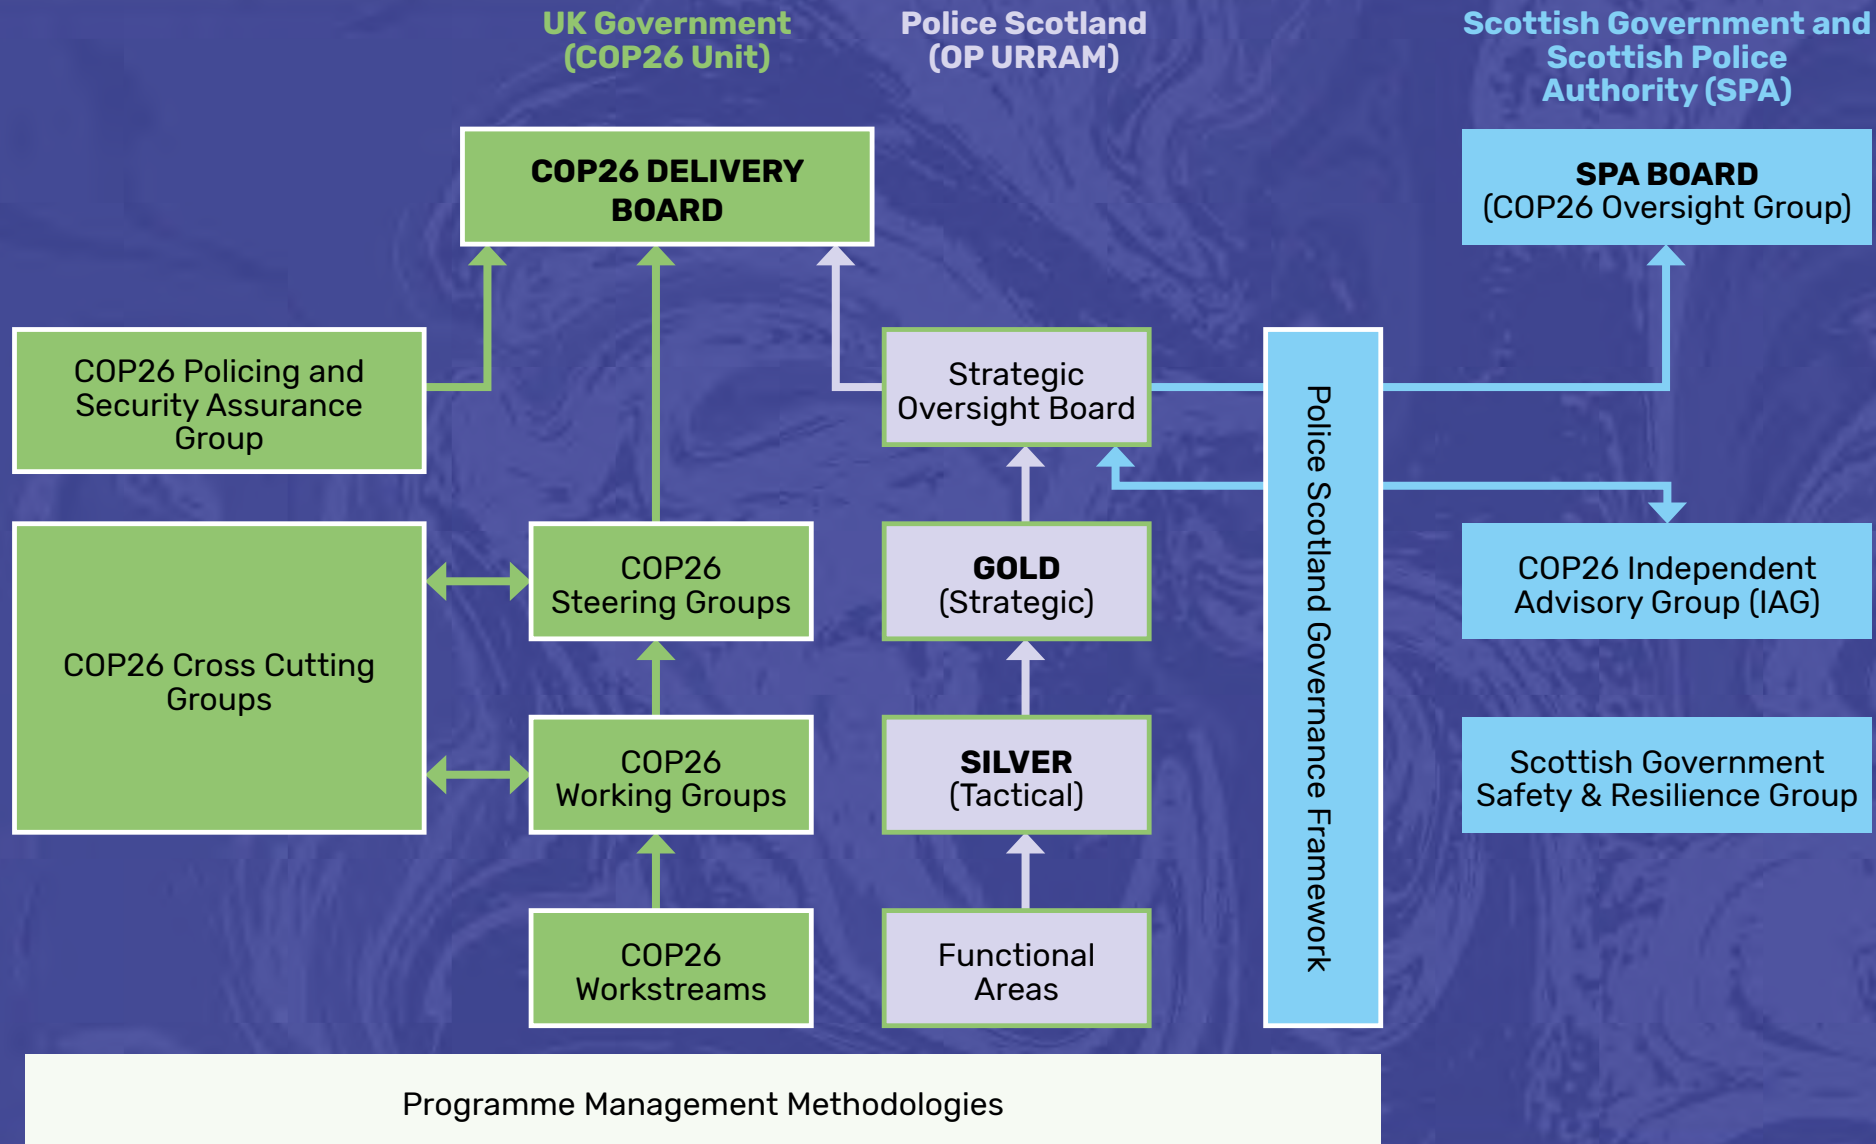 UK Government
(COP26 Unit)
Police Scotland
(OP URRAM)
Scottish Government and
Scottish Police
Authority (SPA)
COP26 DELIVERY
BOARD
SPA BOARD
(COP26 Oversight Group)
COP26 Policing and
Security Assurance
Group
Strategic
Oversight Board
Police Scotland Governance Framework
COP26 Cross Cutting
Groups
COP26
Steering Groups
GOLD
(Strategic)
COP26 Independent
Advisory Group (IAG)
COP26
Working Groups
SILVER
(Tactical)
Scottish Government
Safety & Resilience Group
COP26
Workstreams
Functional
Areas
Programme Management Methodologies